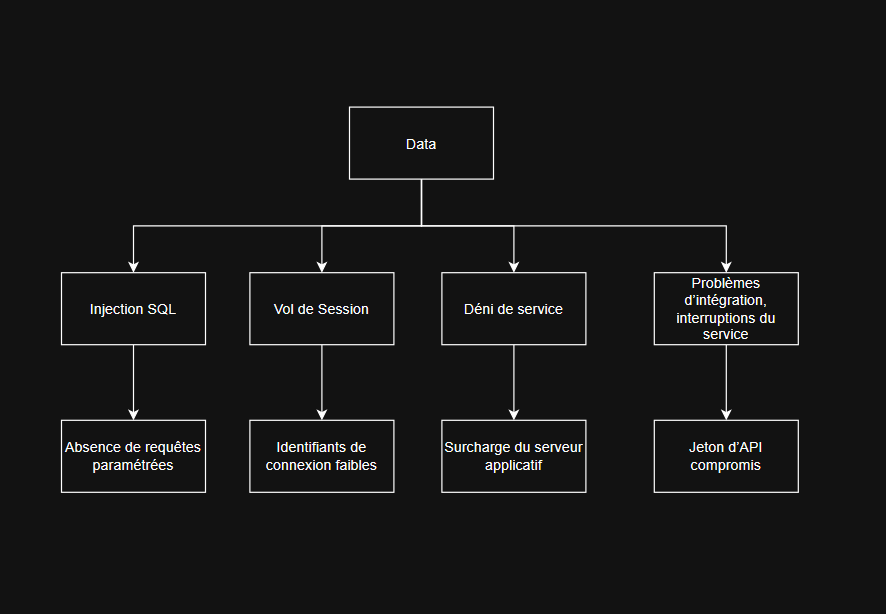 Data
Injection SQL
Vol de Session
Déni de service
Problèmes
d’intégration,
interruptions du
service
Absence de requêtes
paramétrées
Identifiants de
connexion faibles
Surcharge du serveur
applicatif
Jeton d’API
compromis